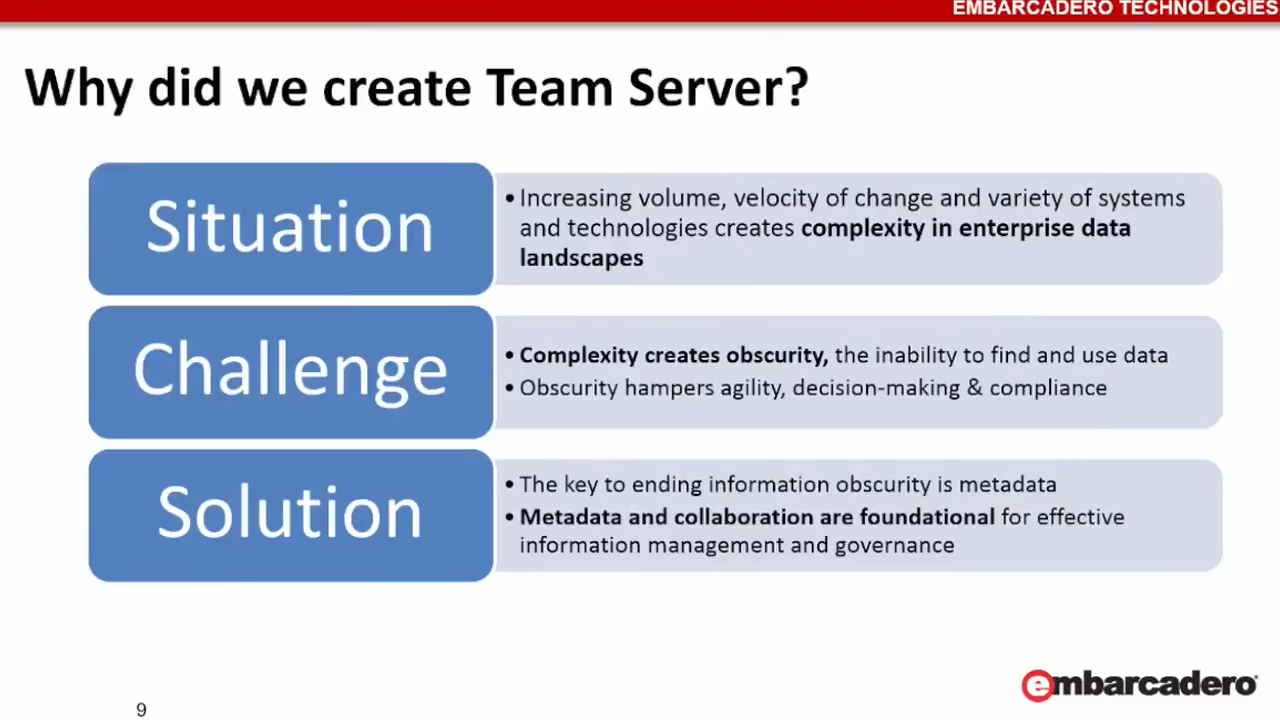 EMBARCADERO TECHNOLOGIES
Why did we create Team Server?
Situation
• Increasing volume, velocity of change and variety of systems
and technologies creates complexity in enterprise data
landscapes
Challenge
• Complexity creates obscurity, the inability to find and use data
• Obscurity hampers agility, decision-making & compliance
Solution
• The key to ending information obscurity is metadata
• Metadata and collaboration are foundational for effective
information management and governance
embarcadero
9